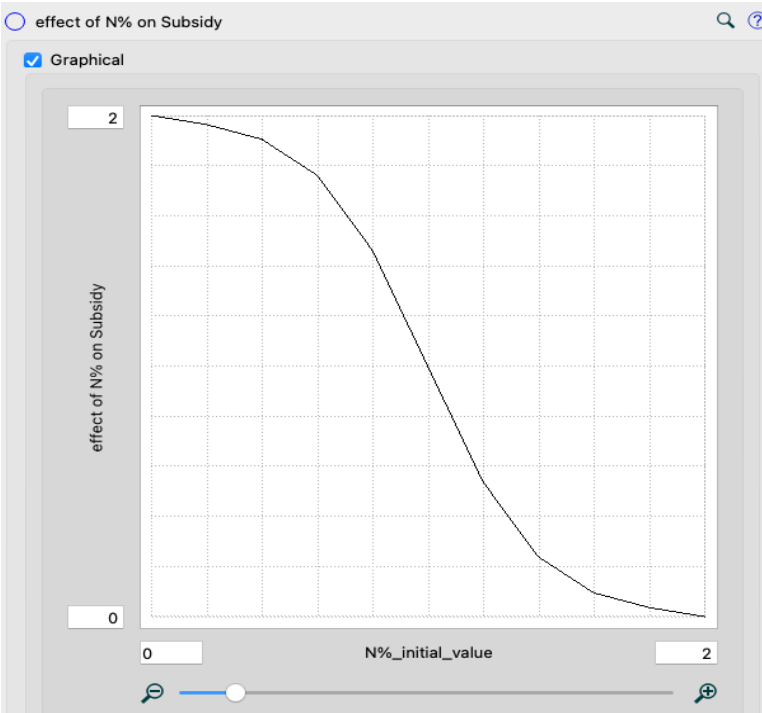 effect of N% on Subsidy
?
Graphical
2
effect of N% on Subsidy
0
0 N%_initial_value 2